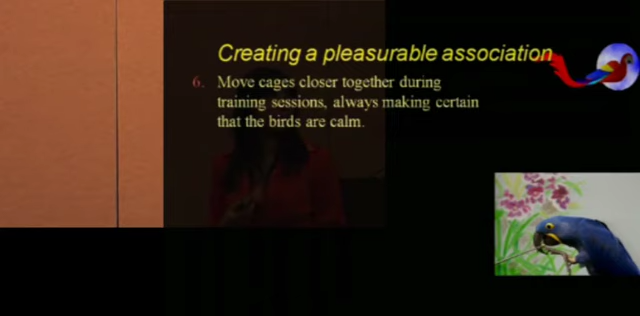 Creating a pleasurable association
6. Move cages closer together during
training sessions, always making certain
that the birds are calm.